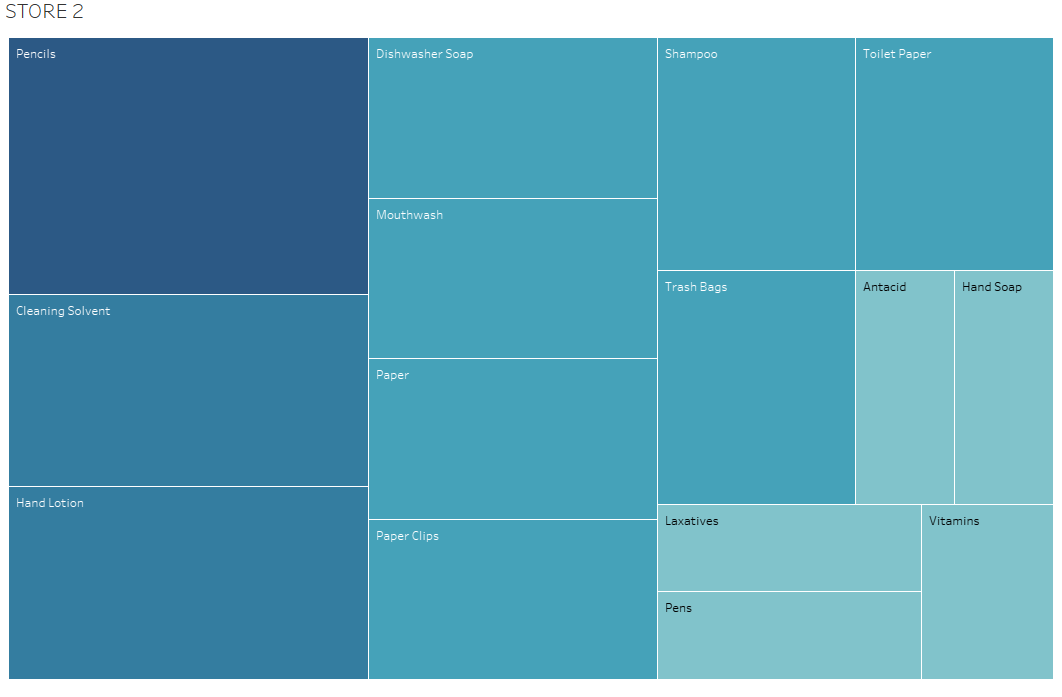 STORE 2
Pencils
Cleaning Solvent
Hand Lotion
Dishwasher Soap
Mouthwash
Paper
Paper Clips
Shampoo
Toilet Paper
Trash Bags
Antacid
Hand Soap
Laxatives
Pens
Vitamins